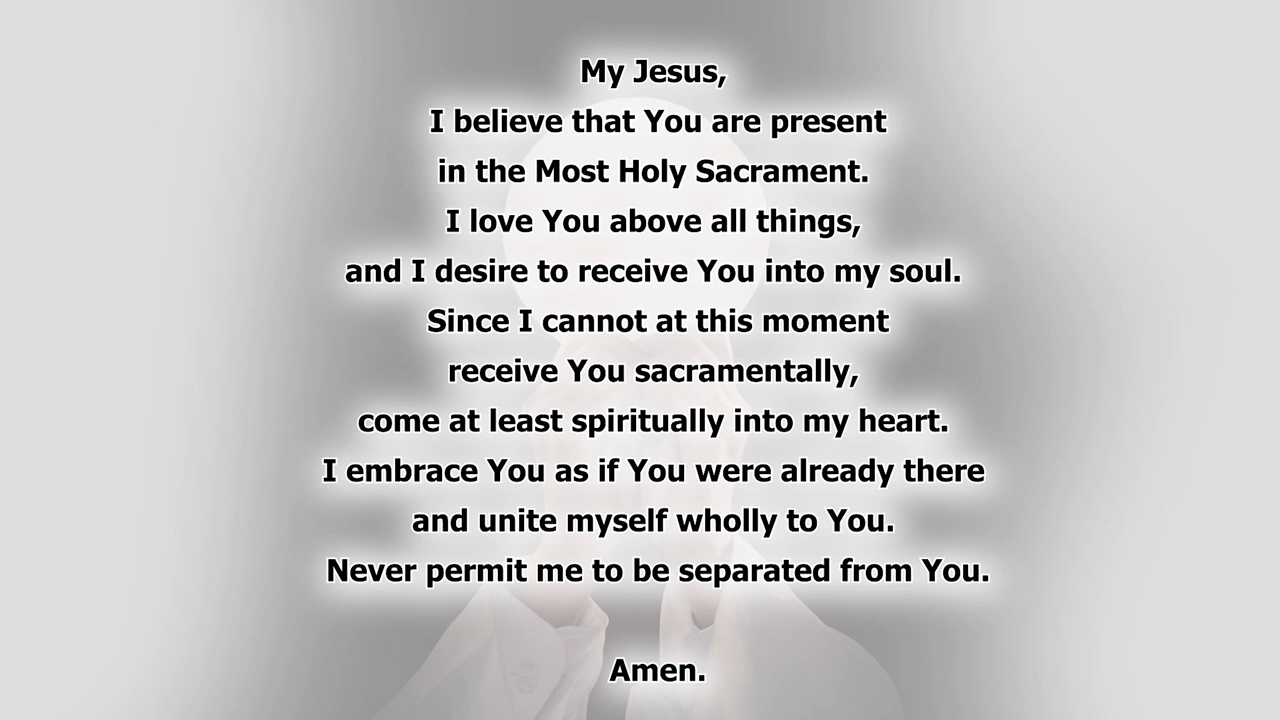 My Jesus,
I believe that You are present
in the Most Holy Sacrament.
I love You above all things,
and I desire to receive You into my soul.
Since I cannot at this moment
receive You sacramentally,
come at least spiritually into my heart.
I embrace You as if You were already there
and unite myself wholly to You.
Never permit me to be separated from You.
Amen.